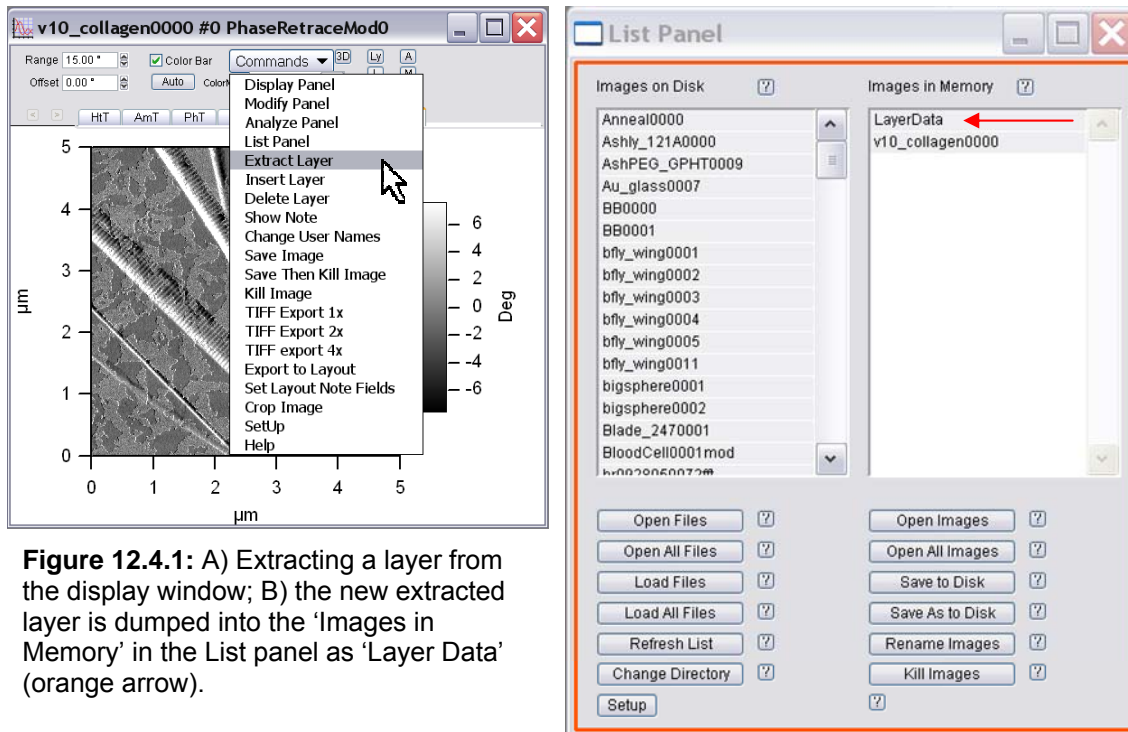 v10_collagen0000 #0 PhaseRetraceMod0
Range 15.00 ° Color Bar Commands 3D Ly A
Offset 0.00 ° Auto
HtT AmT PhT
Display Panel
Modify Panel
Analyze Panel
List Panel
Extract Layer
Insert Layer
Delete Layer
Show Note
Change User Names
Save Image
Save Then Kill Image
Kill Image
TIFF Export 1x
TIFF Export 2x
TIFF export 4x
Export to Layout
Set Layout Note Fields
Crop Image
SetUp
Help
5
4
3
2
1
0
µm
0 1 2 3 4 5
µm
6
4
2
0
-2
-4
-6
Deg
Figure 12.4.1: A) Extracting a layer from
the display window; B) the new extracted
layer is dumped into the ‘Images in
Memory’ in the List panel as ‘Layer Data’
(orange arrow).
List Panel
Images on Disk ?
Anneal0000
Ashly_121A0000
AshPEG_GPHT0009
Au_glass0007
BB0000
BB0001
bfly_wing0001
bfly_wing0002
bfly_wing0003
bfly_wing0004
bfly_wing0005
bfly_wing0011
bigsphere0001
bigsphere0002
Blade_2470001
BloodCell0001mod
Images in Memory ?
LayerData
v10_collagen0000
Open Files ?
Open All Files ?
Load Files ?
Load All Files ?
Refresh List ?
Change Directory ?
Setup
Open Images ?
Open All Images ?
Save to Disk ?
Save As to Disk ?
Rename Images ?
Kill Images ?
?